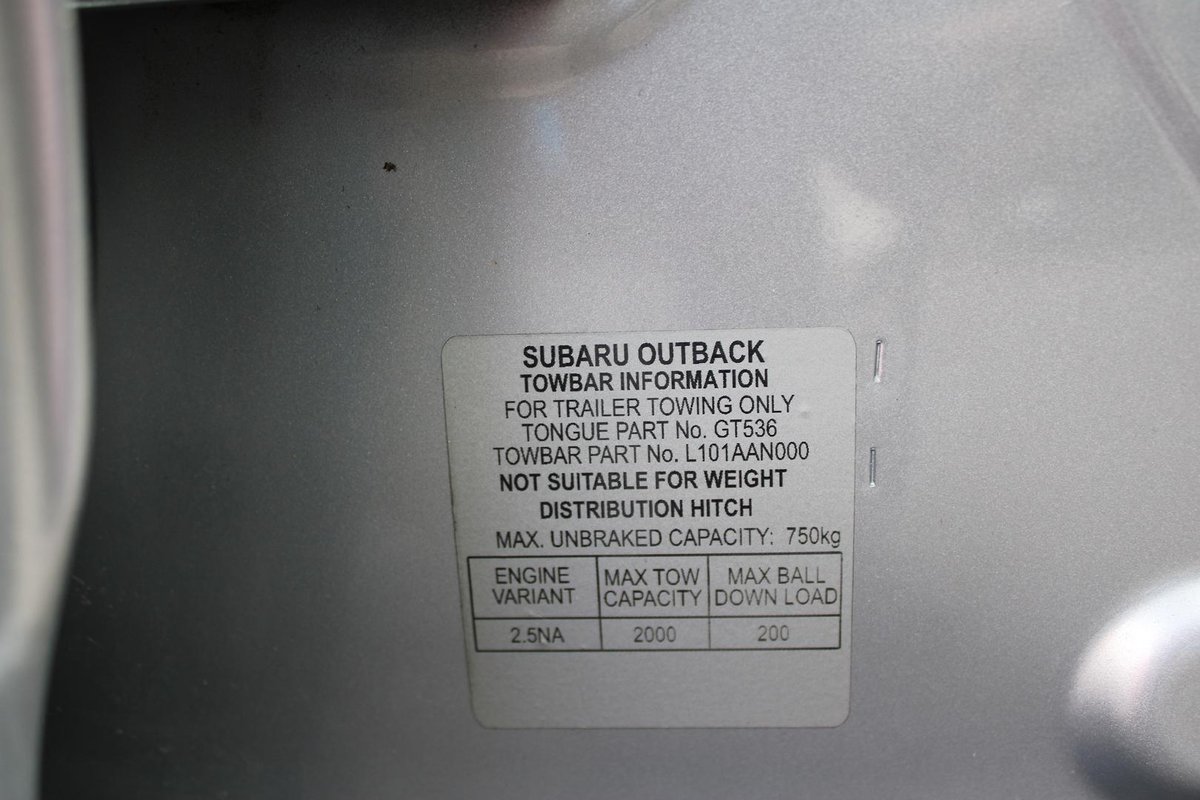 SUBARU OUTBACK
TOWBAR INFORMATION
FOR TRAILER TOWING ONLY
TONGUE PART No. GT536
TOWBAR PART No. L101AAN000
NOT SUITABLE FOR WEIGHT
DISTRIBUTION HITCH
MAX. UNBRAKED CAPACITY: 750kg
ENGINE VARIANT MAX TOW CAPACITY MAX BALL DOWN LOAD
2.5NA 2000 200